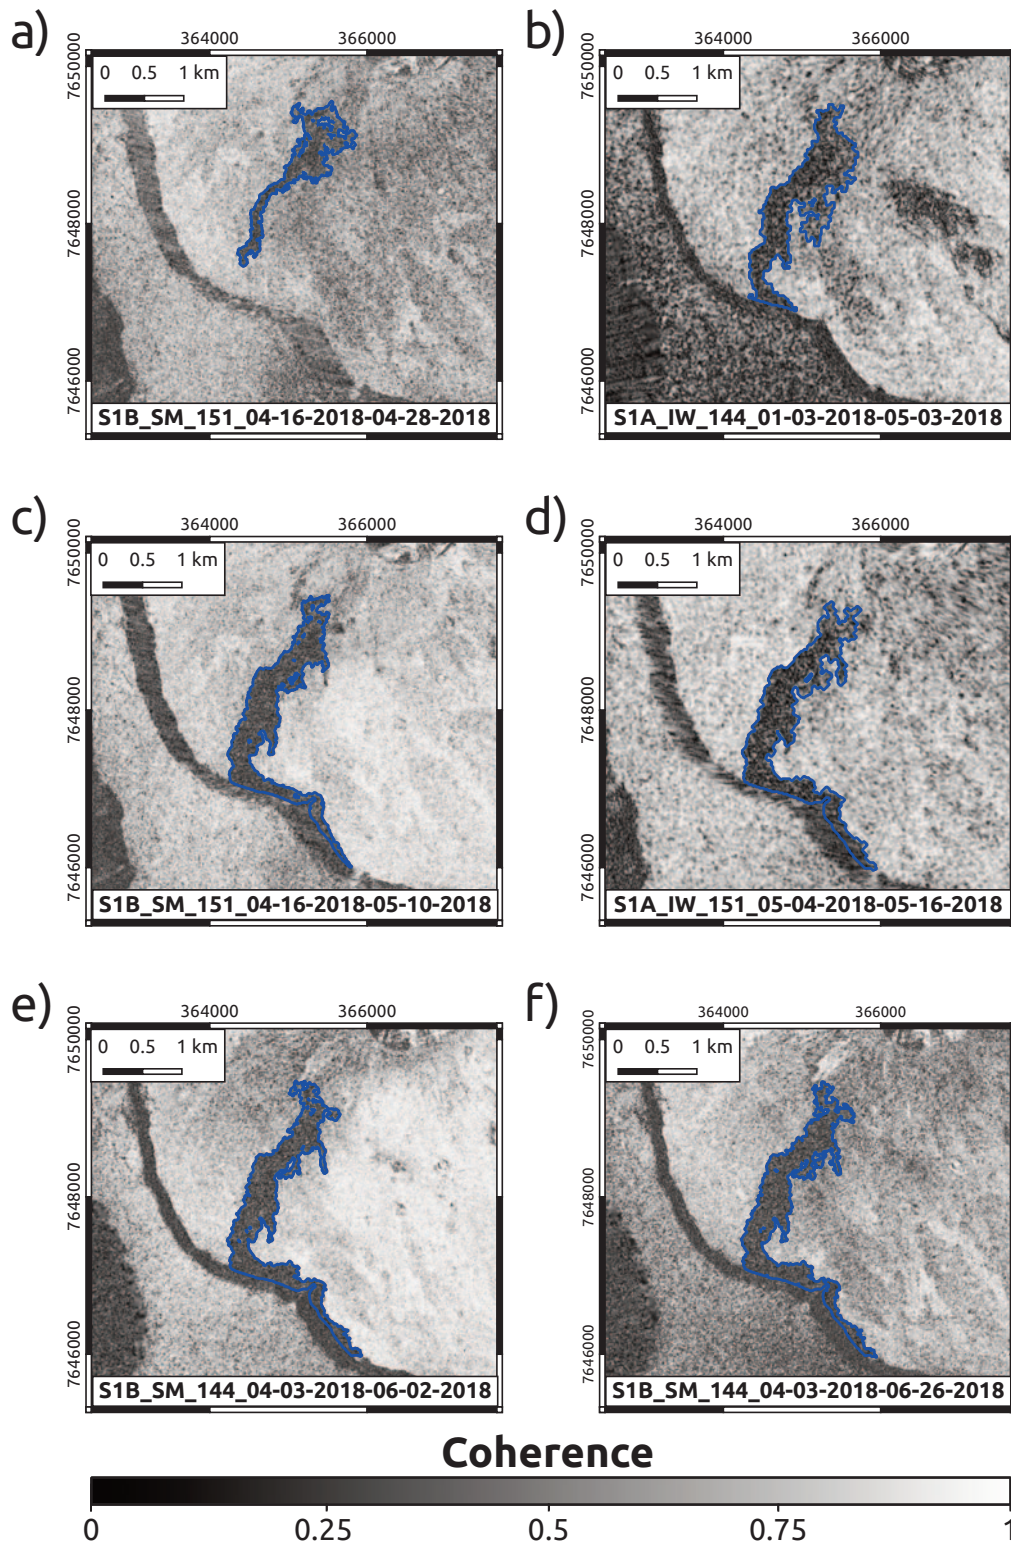 a)
364000 366000
7650000
7648000
7646000
0 0.5 1 km
S1B_SM_151_04-16-2018-04-28-2018
b)
364000 366000
7650000
7648000
7646000
0 0.5 1 km
S1A_IW_144_01-03-2018-05-03-2018
c)
364000 366000
7650000
7648000
7646000
0 0.5 1 km
S1B_SM_151_04-16-2018-05-10-2018
d)
364000 366000
7650000
7648000
7646000
0 0.5 1 km
S1A_IW_151_05-04-2018-05-16-2018
e)
364000 366000
7650000
7648000
7646000
0 0.5 1 km
S1B_SM_144_04-03-2018-06-02-2018
f)
364000 366000
7650000
7648000
7646000
0 0.5 1 km
S1B_SM_144_04-03-2018-06-26-2018
Coherence
0 0.25 0.5 0.75 1